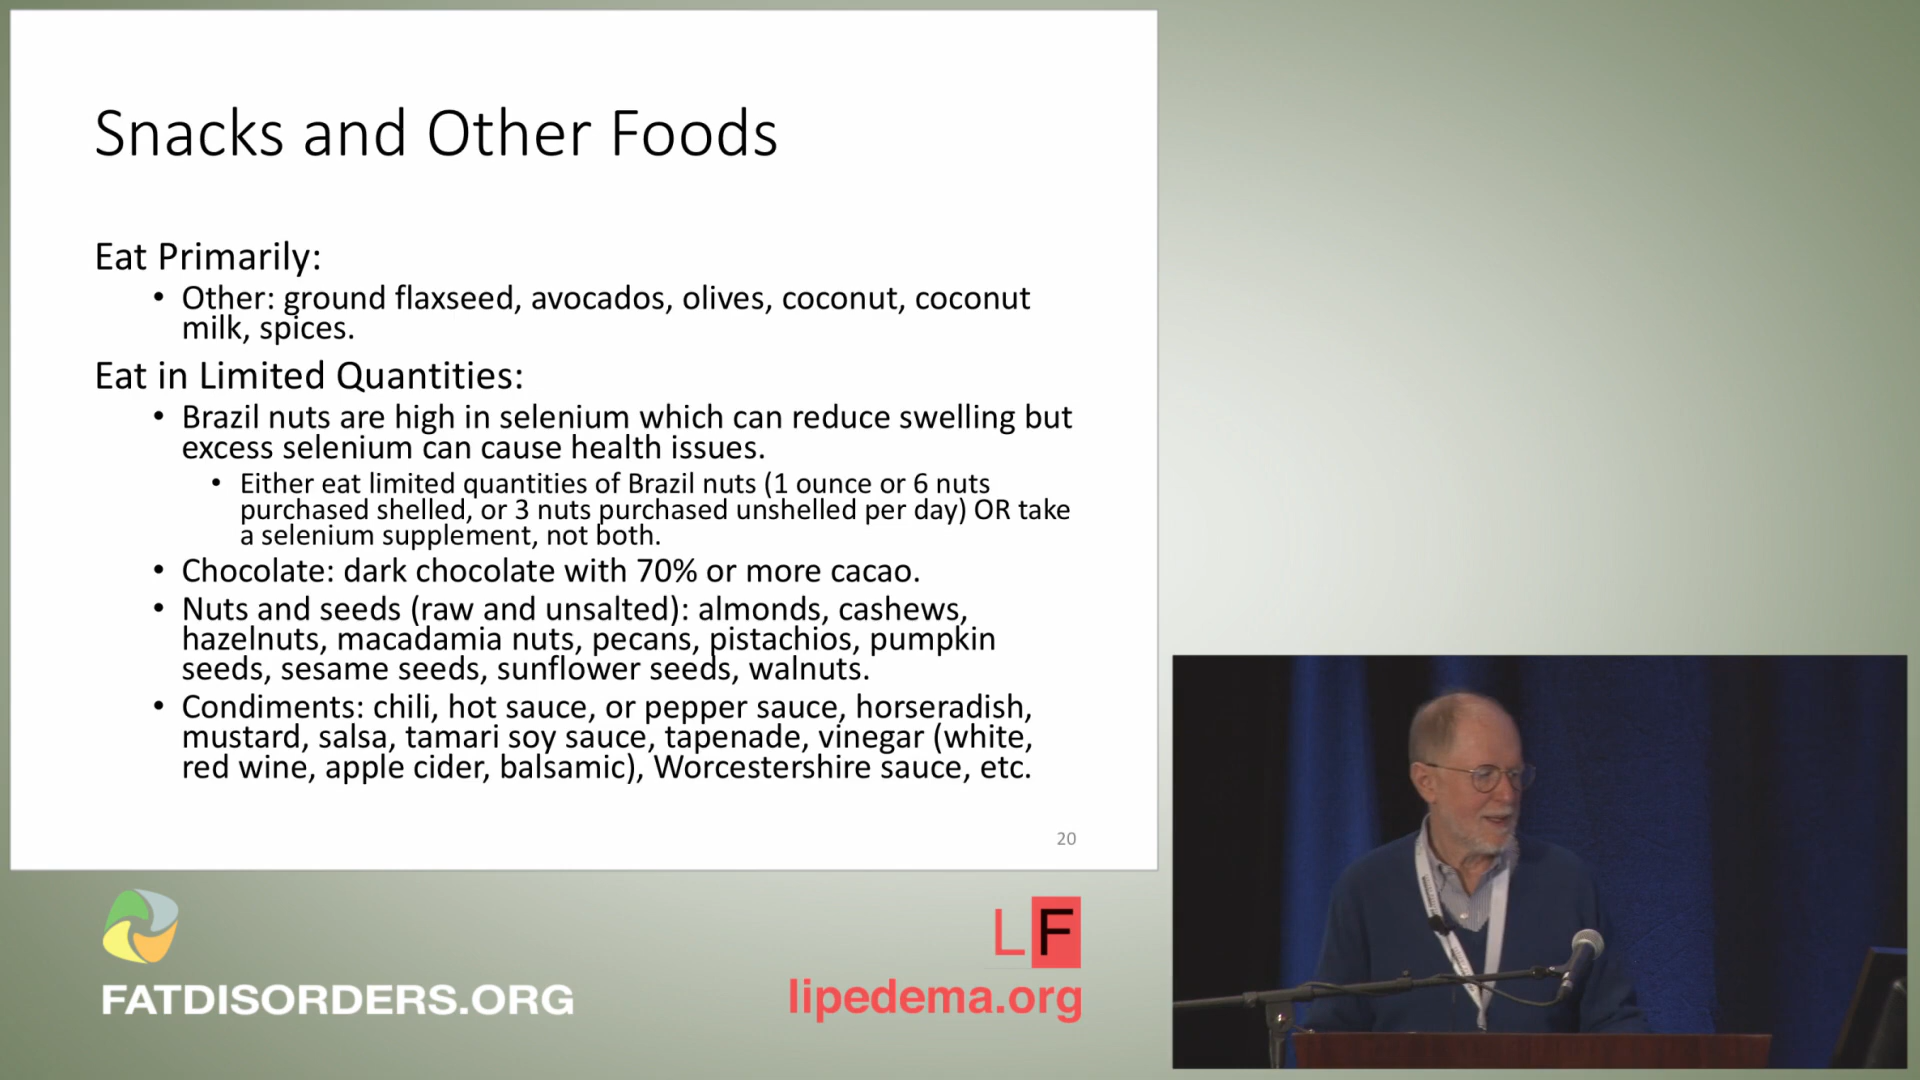 Snacks and Other Foods
Eat Primarily:
• Other: ground flaxseed, avocados, olives, coconut, coconut
milk, spices.
Eat in Limited Quantities:
• Brazil nuts are high in selenium which can reduce swelling but
excess selenium can cause health issues.
• Either eat limited quantities of Brazil nuts (1 ounce or 6 nuts
purchased shelled, or 3 nuts purchased unshelled per day) OR take
a selenium supplement, not both.
• Chocolate: dark chocolate with 70% or more cacao.
• Nuts and seeds (raw and unsalted): almonds, cashews,
hazelnuts, macadamia nuts, pecans, pistachios, pumpkin
seeds, sesame seeds, sunflower seeds, walnuts.
• Condiments: chili, hot sauce, or pepper sauce, horseradish,
mustard, salsa, tamari soy sauce, tapenade, vinegar (white,
red wine, apple cider, balsamic), Worcestershire sauce, etc.
20
FATDISORDERS.ORG
LF
lipedema.org